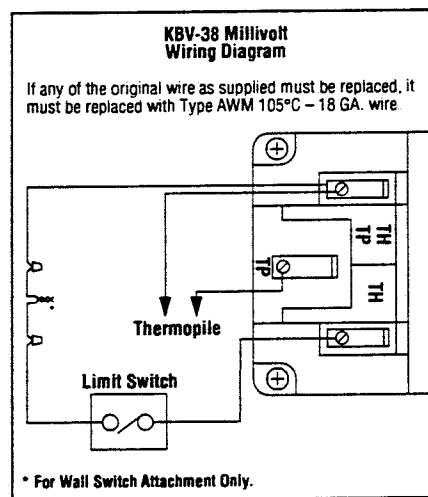 KBV-38 Millivolt
Wiring Diagram
If any of the original wire as supplied must be replaced, it
must be replaced with Type AWM 105°C – 18 GA. wire
TH
TP
TP
TH
Thermopile
Limit Switch
*
* For Wall Switch Attachment Only.